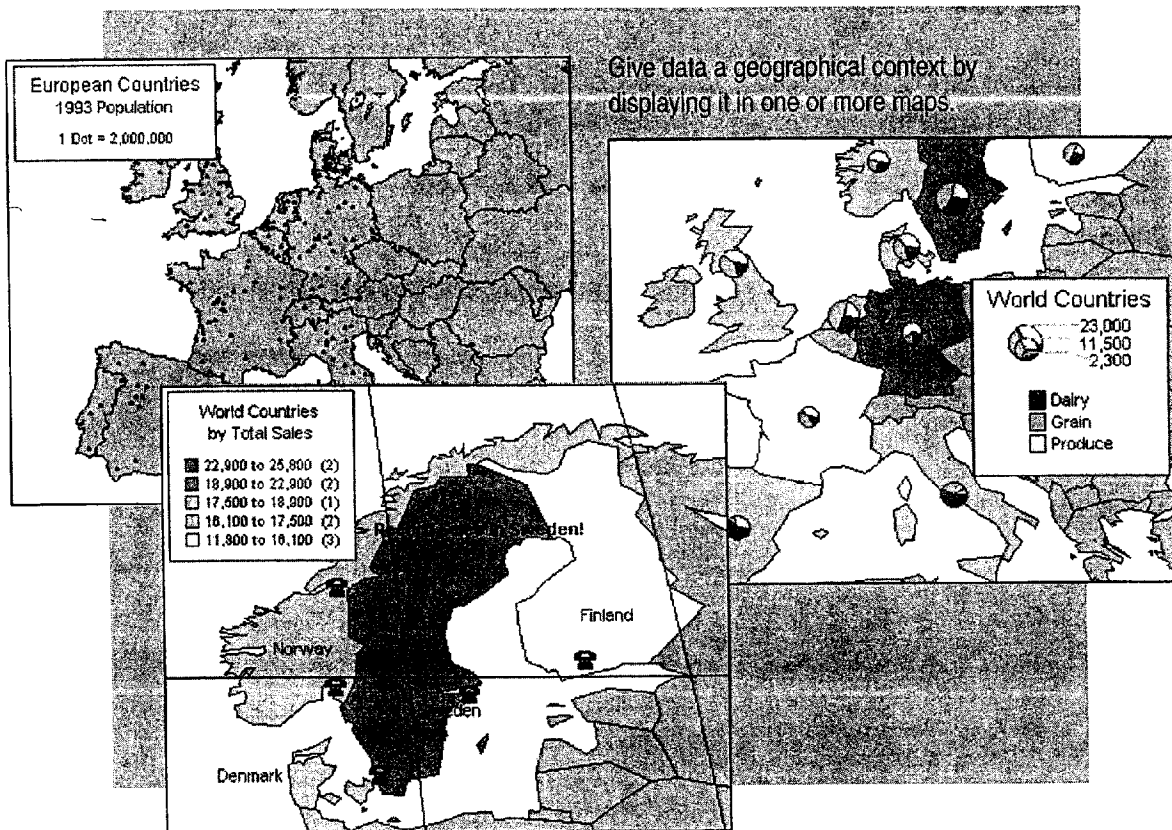 European Countries
1993 Population
1 Dot = 2,000,000
Give data a geographical context by
displaying it in one or more maps.
World Countries
23,000
11,500
2,300
Dairy
Grain
Produce
World Countries
by Total Sales
22,900 to 25,800 (2)
18,900 to 22,900 (2)
17,500 to 18,900 (1)
16,100 to 17,500 (2)
11,800 to 16,100 (3)
Finland
Norway
Denmark